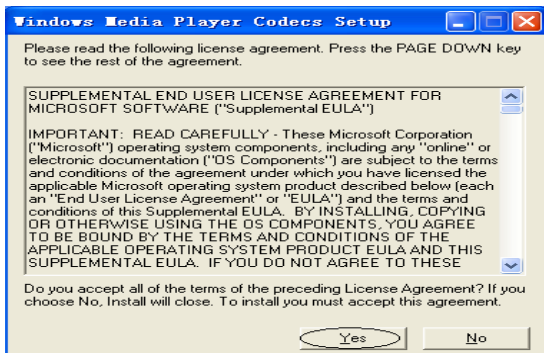 Windows Media Player Codecs Setup
Please read the following license agreement. Press the PAGE DOWN key
to see the rest of the agreement.
SUPPLEMENTAL END USER LICENSE AGREEMENT FOR
MICROSOFT SOFTWARE ("Supplemental EULA")
IMPORTANT:  READ CAREFULLY - These Microsoft Corporation
("Microsoft") operating system components, including any "online" or
electronic documentation ("OS Components") are subject to the terms
and conditions of the agreement under which you have licensed the
applicable Microsoft operating system product described below (each
an "End User License Agreement" or "EULA") and the terms and
conditions of this Supplemental EULA.  BY INSTALLING, COPYING
OR OTHERWISE USING THE OS COMPONENTS, YOU AGREE
TO BE BOUND BY THE TERMS AND CONDITIONS OF THE
APPLICABLE OPERATING SYSTEM PRODUCT EULA AND THIS
SUPPLEMENTAL EULA.  IF YOU DO NOT AGREE TO THESE
Do you accept all of the terms of the preceding License Agreement? If you
choose No, Install will close. To install you must accept this agreement.
Yes No